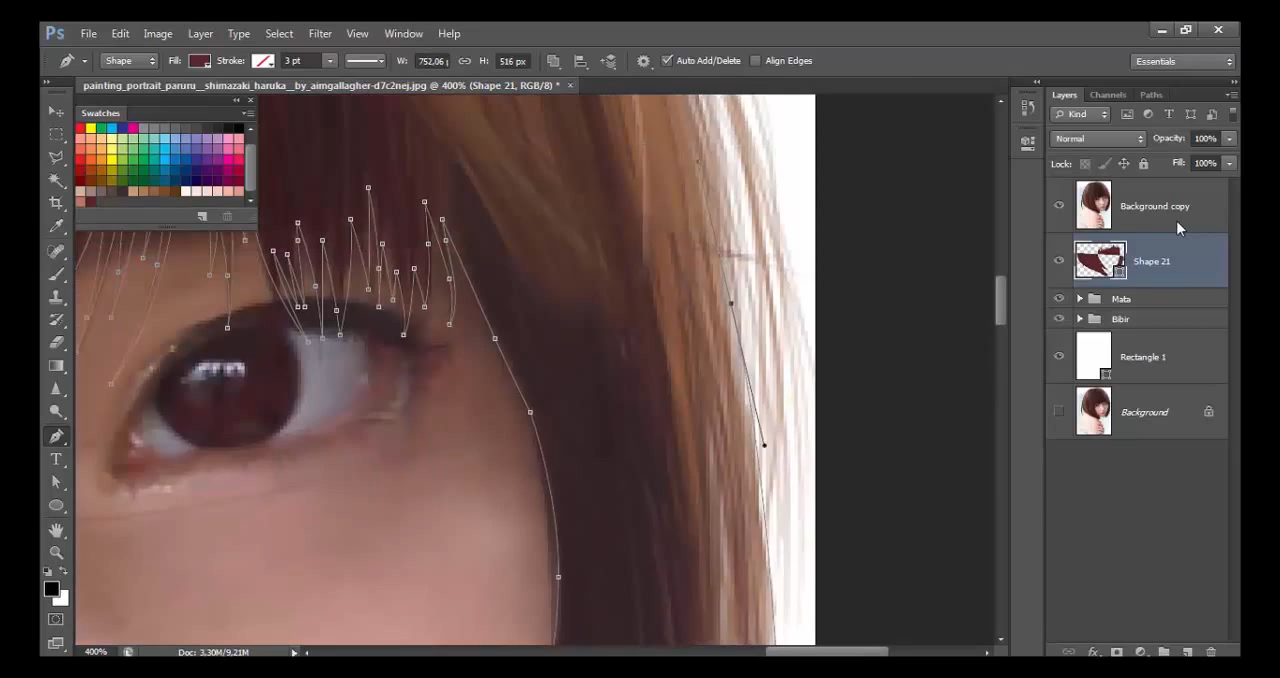 Ps File Edit Image Layer Type Select Filter View Window Help
Shape Fill: Stroke: 3 pt W: 752,06 H: 516 px Auto Add/Delete Align Edges Essentials
painting_portrait_paruru__shimazaki_haruka__by_aimgallagher-d7c2nej.jpg @ 400% (Shape 21, RGB/8) *
Swatches
Layers Channels Paths
Kind
Normal Opacity: 100%
Lock: Fill: 100%
Background copy
Shape 21
Mata
Bibir
Rectangle 1
Background
400% Doc: 3,30M/9,21M